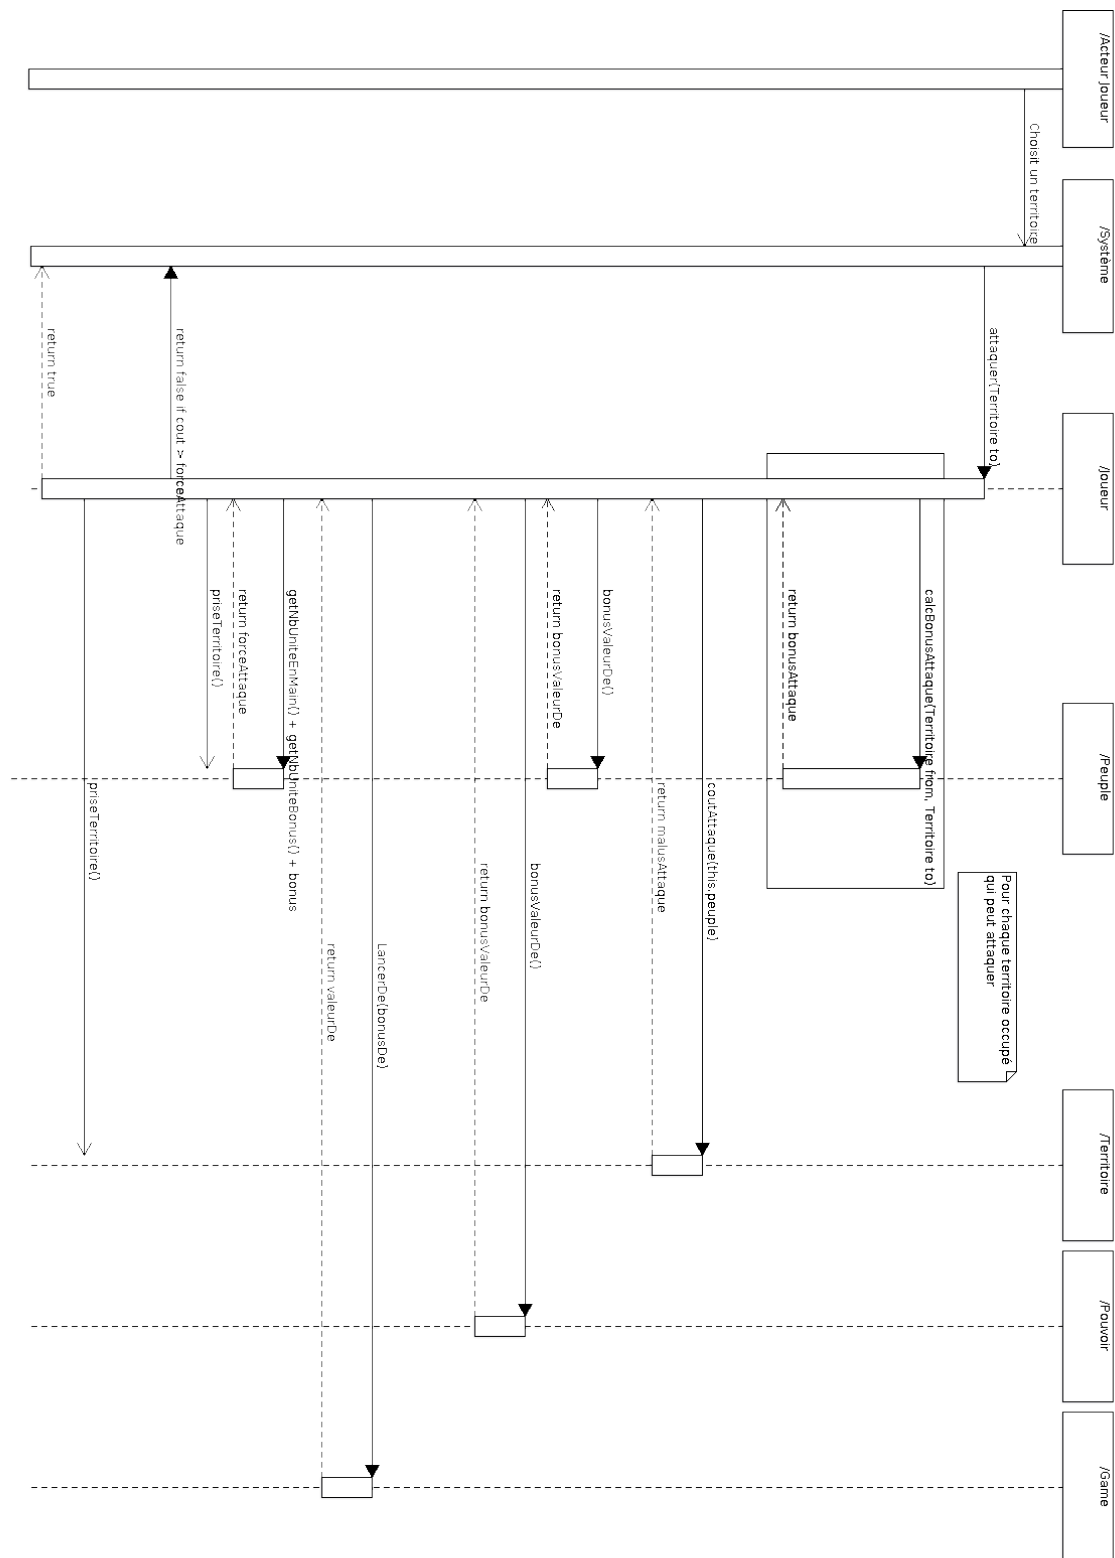 /Acteur Joueur
/Système
/Joueur
/Peuple
/Territoire
/Pouvoir
/Game
Choisit un territoire
attaquer(Territoire to)
Pour chaque territoire occupé
qui peut attaquer
calcBonusAttaque(Territoire from, Territoire to)
return bonusAttaque
coutAttaque(this.peuple)
return malusAttaque
bonusValeurDe()
return bonusValeurDe
bonusValeurDe()
return bonusValeurDe
LancerDe(bonusDe)
return valeurDe
getNbUniteEnMain() + getNbUniteBonus() + bonus
return forceAttaque
priseTerritoire()
return false if cout > forceAttaque
priseTerritoire()
return true